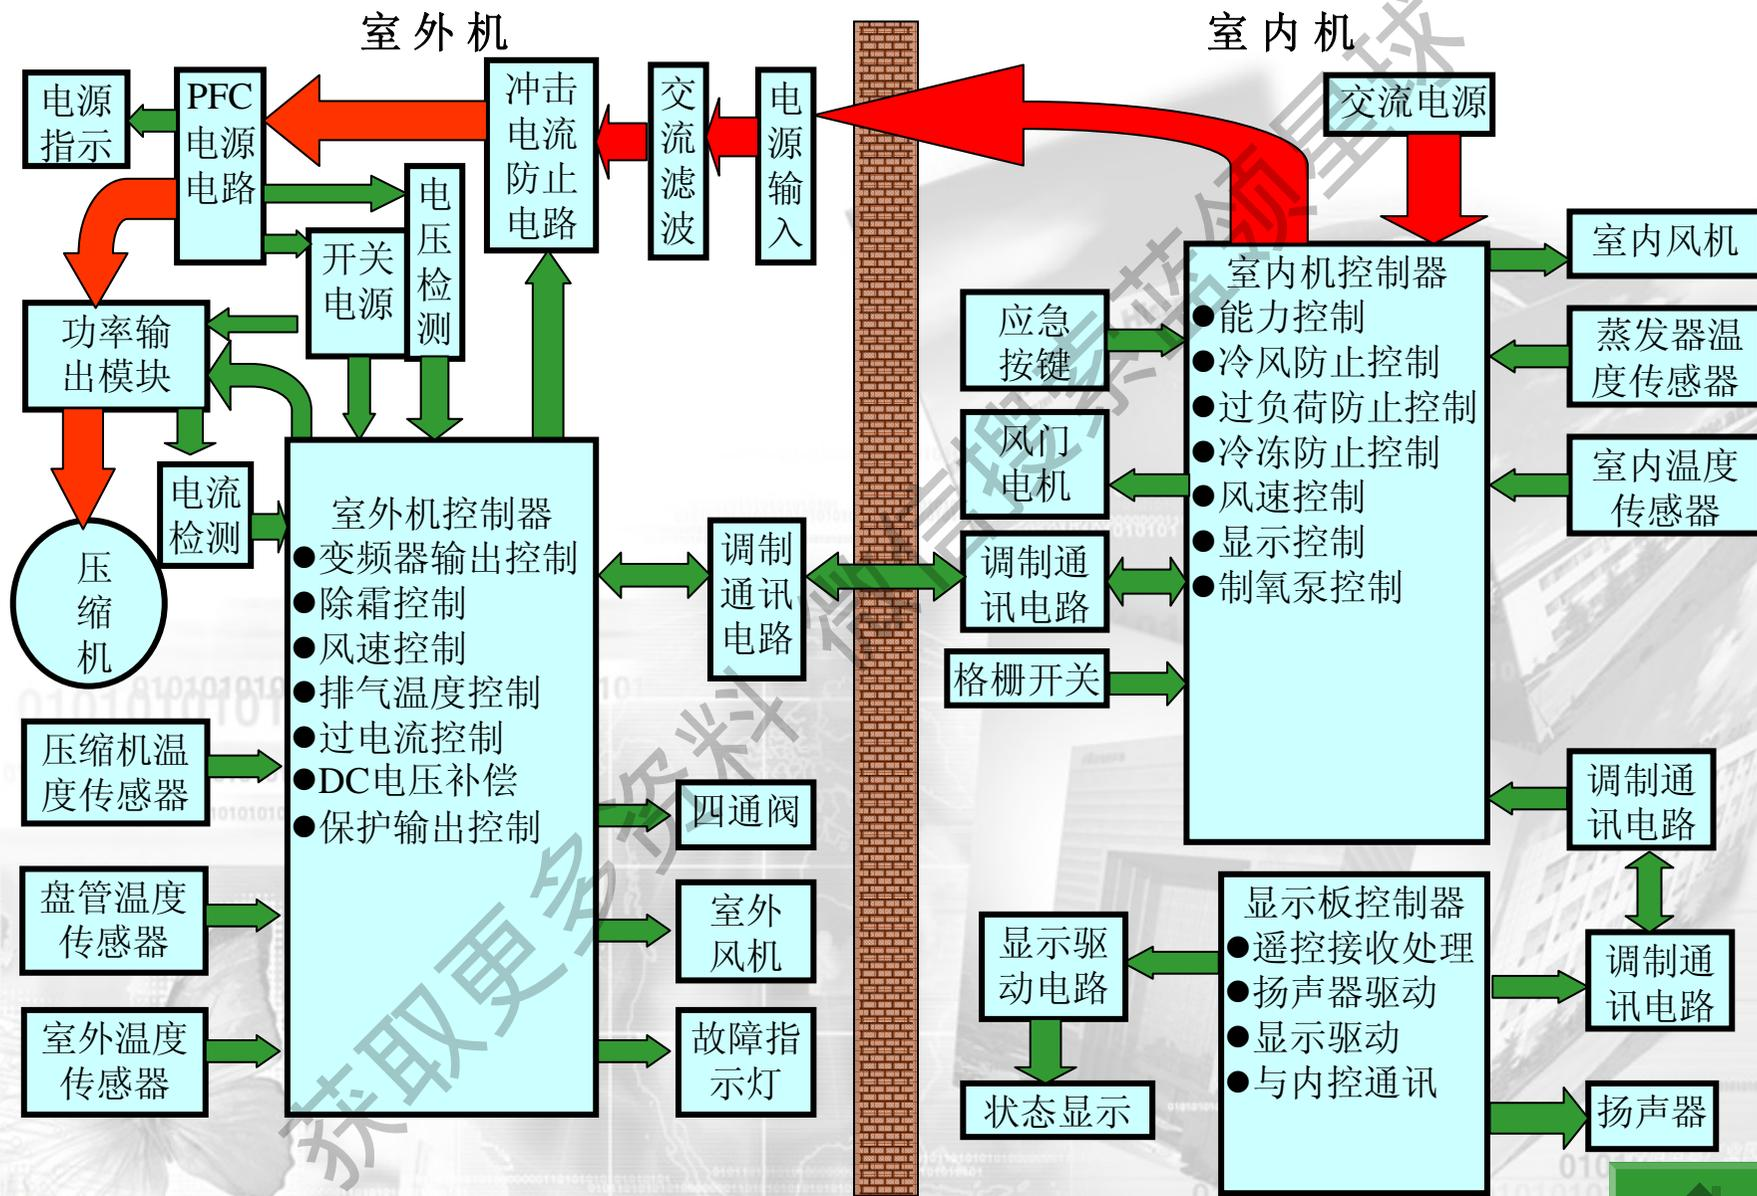 室外机
室内机
电源
指示
PFC
电源
电路
冲击
电流
防止
电路
交
流
滤
波
电
源
输
入
交流电源
电
压
检
测
开关
电源
功率输
出模块
电流
检测
压
缩
机
室外机控制器
●变频器输出控制
●除霜控制
●风速控制
●排气温度控制
●过电流控制
●DC电压补偿
●保护输出控制
压缩机温
度传感器
盘管温度
传感器
室外温度
传感器
调制
通讯
电路
四通阀
室外
风机
故障指
示灯
应急
按键
风门
电机
调制通
讯电路
格栅开关
室内机控制器
●能力控制
●冷风防止控制
●过负荷防止控制
●冷冻防止控制
●风速控制
●显示控制
●制氧泵控制
室内风机
蒸发器温
度传感器
室内温度
传感器
调制通
讯电路
调制通
讯电路
显示驱
动电路
状态显示
显示板控制器
●遥控接收处理
●扬声器驱动
●显示驱动
●与内控通讯
扬声器
获取更多资料 微信搜索蓝领星球